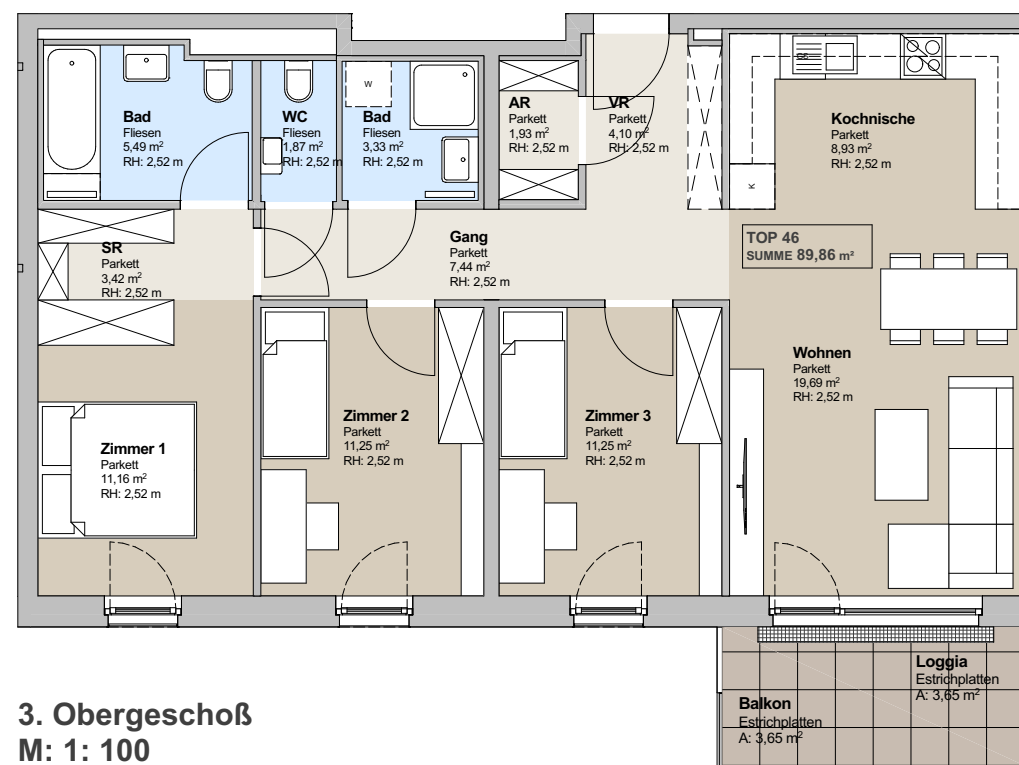 Bad
Fliesen
5,49 m²
RH: 2,52 m
WC
Fliesen
1,87 m²
RH: 2,52 m
W
Bad
Fliesen
3,33 m²
RH: 2,52 m
AR
Parkett
1,93 m²
RH: 2,52 m
VR
Parkett
4,10 m²
RH: 2,52 m
GS
Kochnische
Parkett
8,93 m²
RH: 2,52 m
K
SR
Parkett
3,42 m²
RH: 2,52 m
Gang
Parkett
7,44 m²
RH: 2,52 m
TOP 46
SUMME 89,86 m²
Wohnen
Parkett
19,69 m²
RH: 2,52 m
Zimmer 1
Parkett
11,16 m²
RH: 2,52 m
Zimmer 2
Parkett
11,25 m²
RH: 2,52 m
Zimmer 3
Parkett
11,25 m²
RH: 2,52 m
Loggia
Estrichplatten
A: 3,65 m²
Balkon
Estrichplatten
A: 3,65 m²
3. Obergeschoß
M: 1: 100